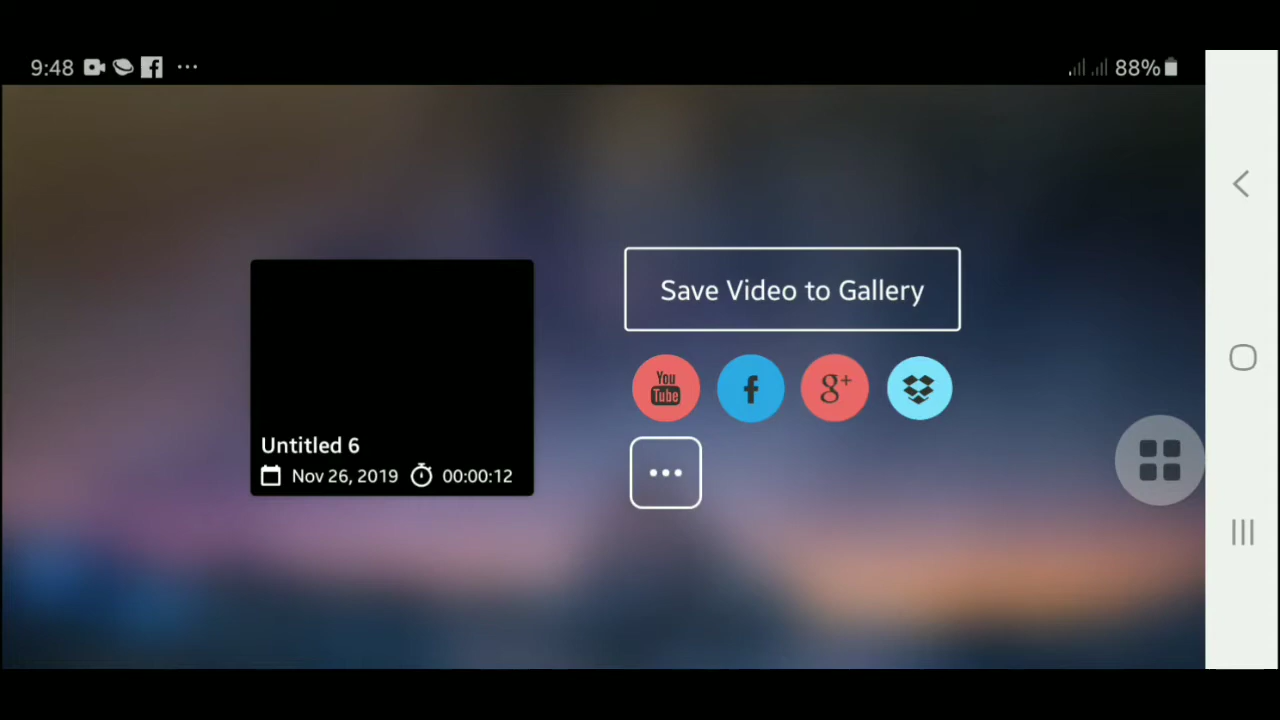 9:48
88%
Save Video to Gallery
You
Tube
f
g+
Untitled 6
Nov 26, 2019 00:00:12